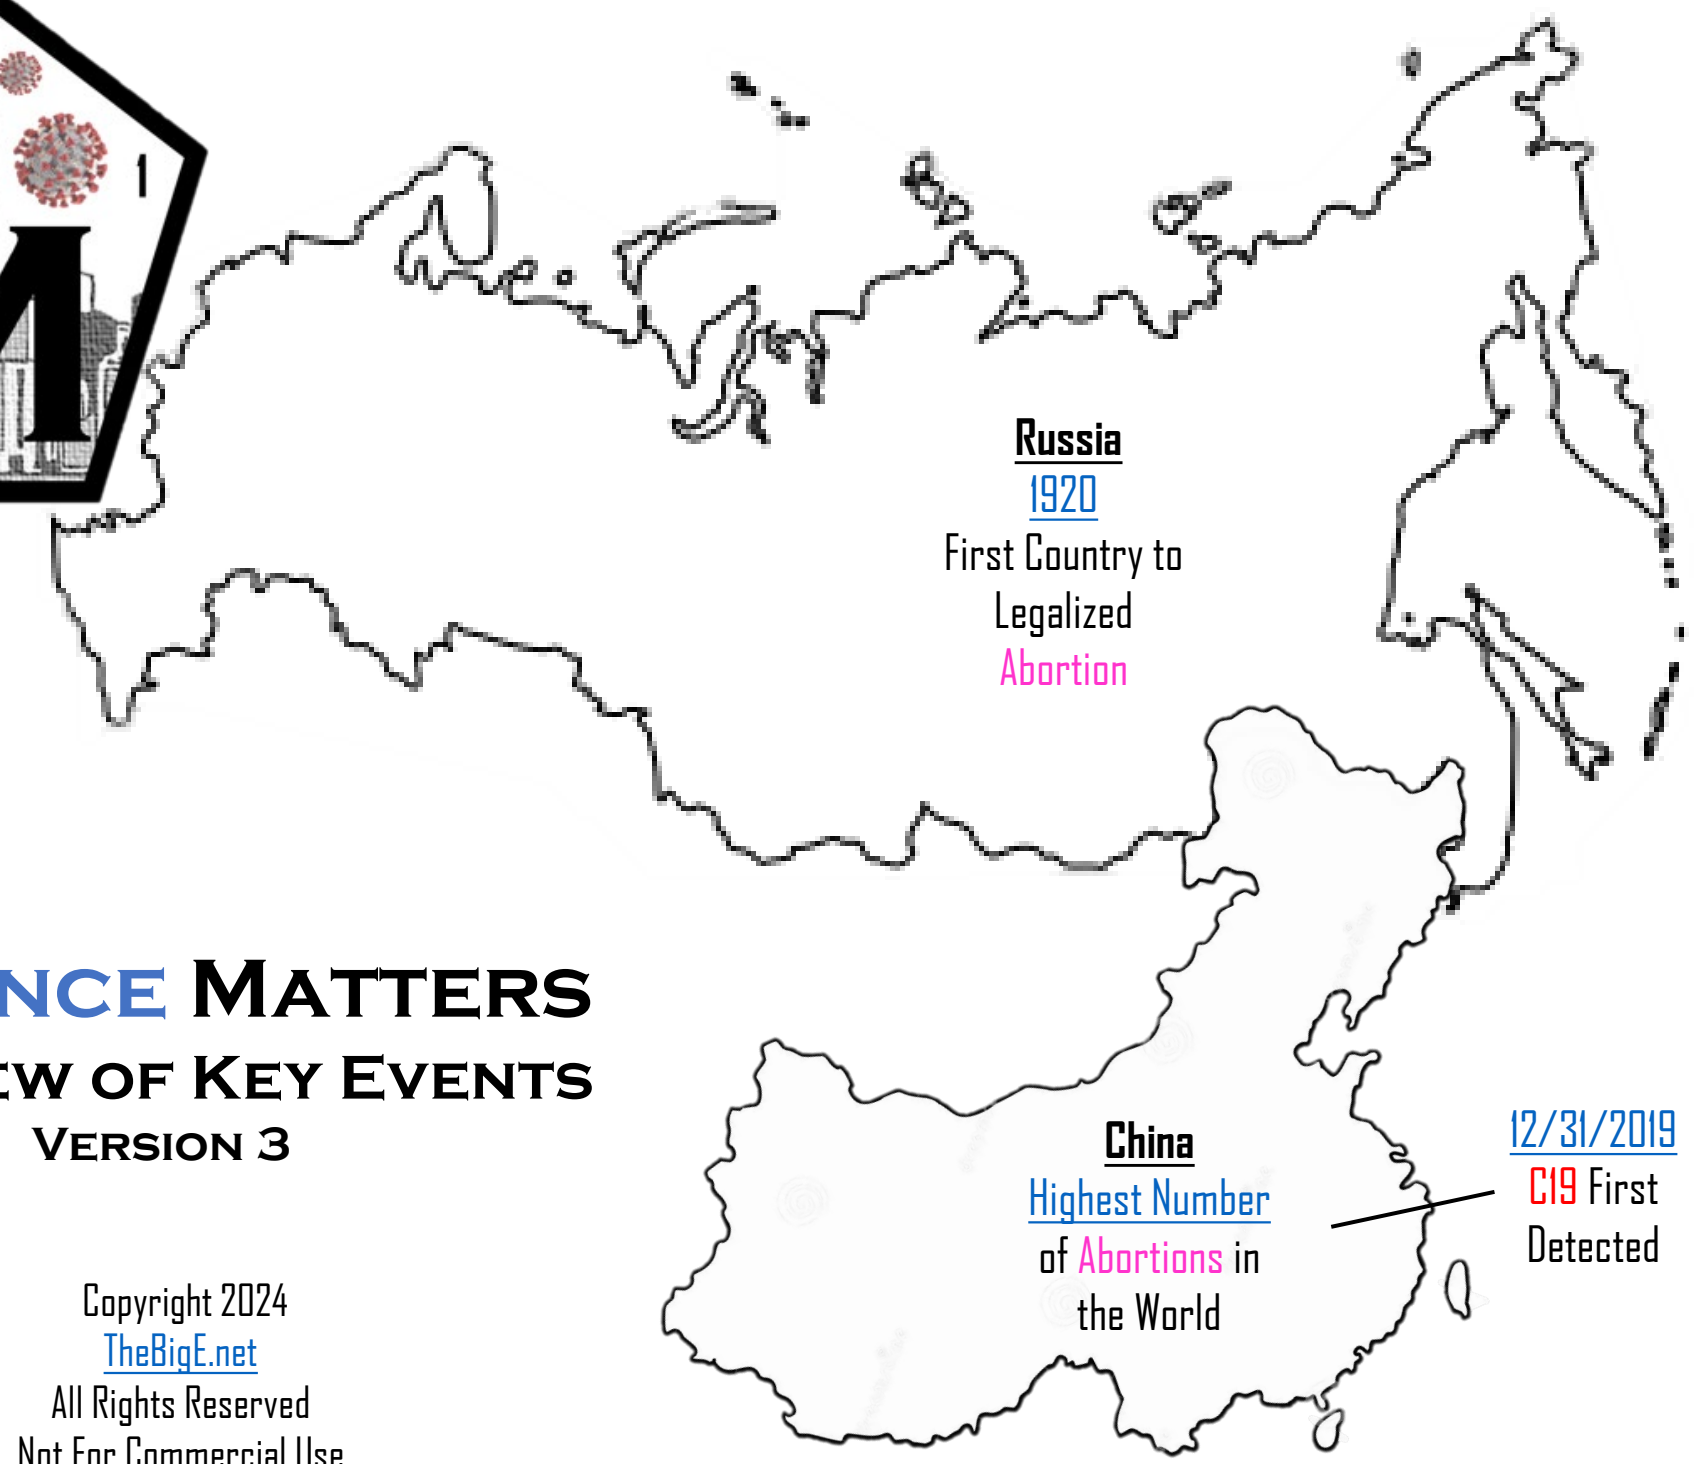 1
M
Russia
1920
First Country to
Legalized
Abortion
NCE MATTERS
EW OF KEY EVENTS
VERSION 3
China
Highest Number
of Abortions in
the World
12/31/2019
C19 First
Detected
Copyright 2024
TheBigE.net
All Rights Reserved
Not For Commercial Use